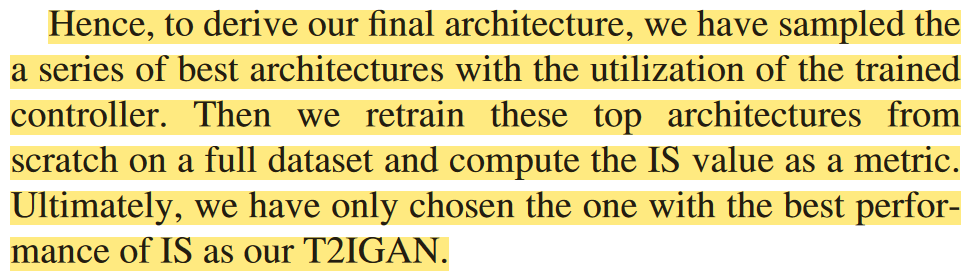 Hence, to derive our final architecture, we have sampled the
a series of best architectures with the utilization of the trained
controller. Then we retrain these top architectures from
scratch on a full dataset and compute the IS value as a metric.
Ultimately, we have only chosen the one with the best perfor-
mance of IS as our T2IGAN.